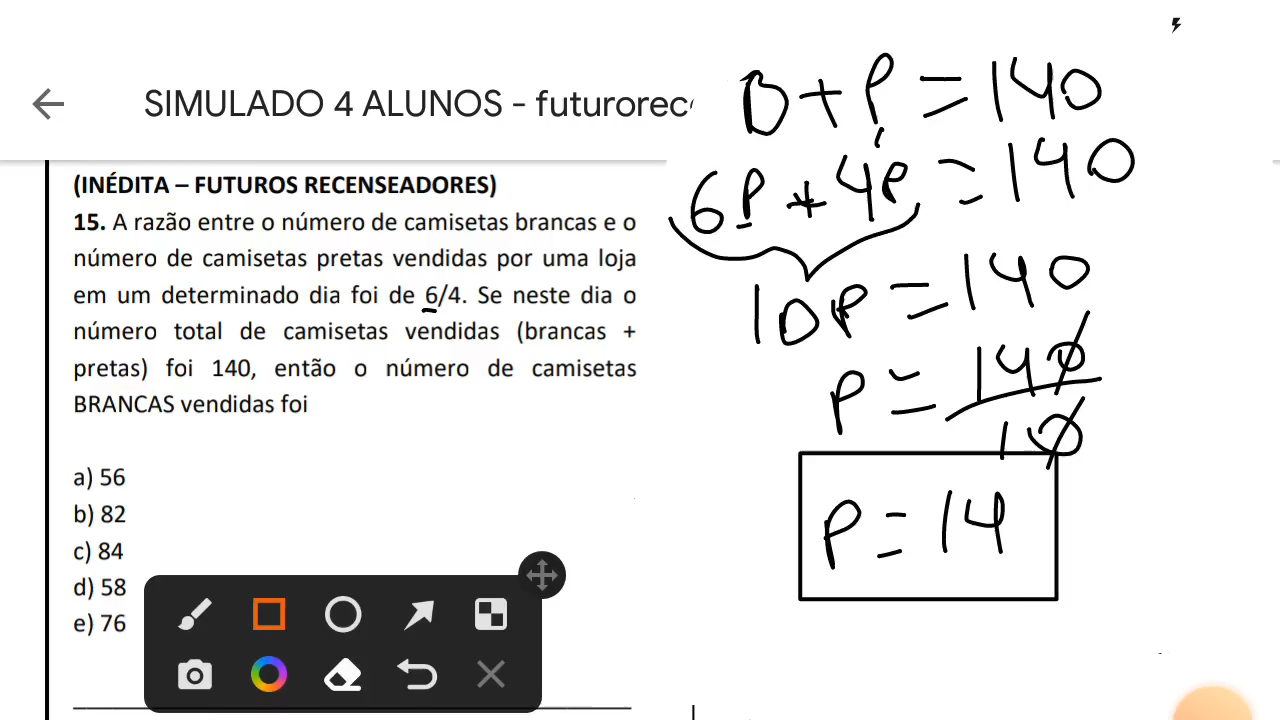 SIMULADO 4 ALUNOS - futurorec
(INÉDITA – FUTUROS RECENSEADORES)
15. A razão entre o número de camisetas brancas e o
número de camisetas pretas vendidas por uma loja
em um determinado dia foi de 6/4. Se neste dia o
número total de camisetas vendidas (brancas +
pretas) foi 140, então o número de camisetas
BRANCAS vendidas foi
a) 56
b) 82
c) 84
d) 58
e) 76
B + P = 140
6P + 4P = 140
10P = 140
P = 140
10
P = 14